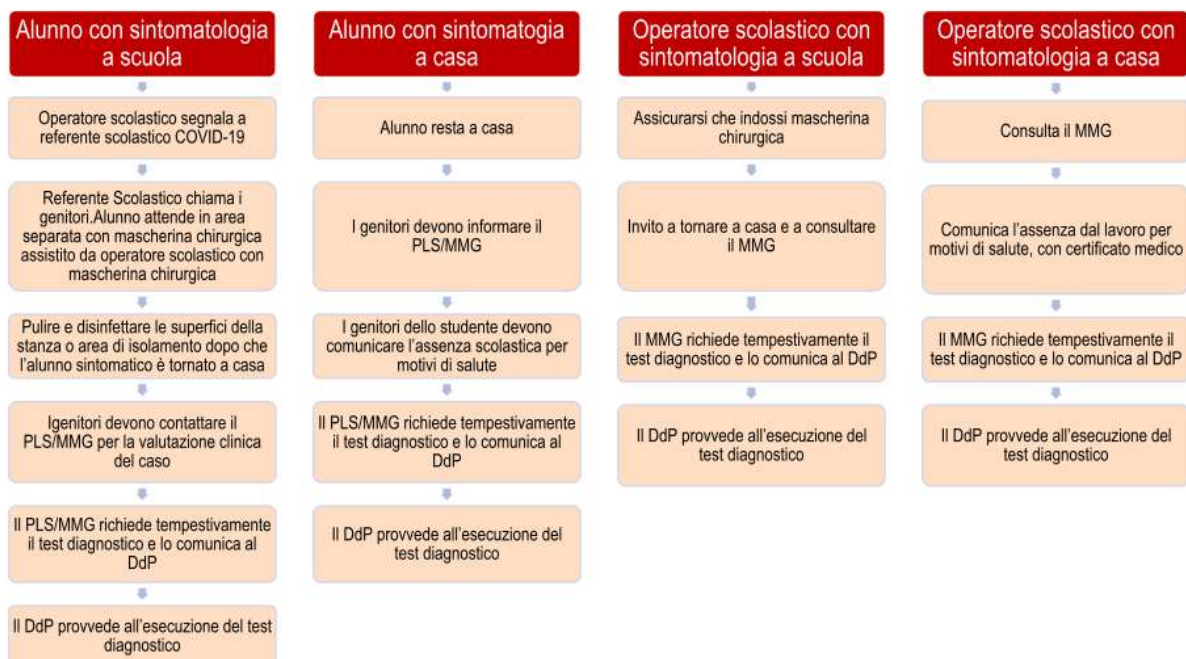 Alunno con sintomatologia
a scuola
Operatore scolastico segnala a
referente scolastico COVID-19
Referente Scolastico chiama i
genitori.Alunno attende in area
separata con mascherina chirurgica
assistito da operatore scolastico con
mascherina chirurgica
Pulire e disinfettare le superfici della
stanza o area di isolamento dopo che
l'alunno sintomatico è tornato a casa
Igenitori devono contattare il
PLS/MMG per la valutazione clinica
del caso
Il PLS/MMG richiede tempestivamente
il test diagnostico e lo comunica al
DdP
Il DdP provvede all'esecuzione del test
diagnostico
Alunno con sintomatogia
a casa
Alunno resta a casa
I genitori devono informare il
PLS/MMG
I genitori dello studente devono
comunicare l'assenza scolastica per
motivi di salute
Il PLS/MMG richiede tempestivamente
il test diagnostico e lo comunica al
DdP
Il DdP provvede all'esecuzione del
test diagnostico
Operatore scolastico con
sintomatologia a scuola
Assicurarsi che indossi mascherina
chirurgica
Invito a tornare a casa e a consultare
il MMG
Il MMG richiede tempestivamente il
test diagnostico e lo comunica al DdP
Il DdP provvede all'esecuzione del
test diagnostico
Operatore scolastico con
sintomatologia a casa
Consulta il MMG
Comunica l'assenza dal lavoro per
motivi di salute, con certificato medico
Il MMG richiede tempestivamente il
test diagnostico e lo comunica al DdP
Il DdP provvede all'esecuzione del
test diagnostico